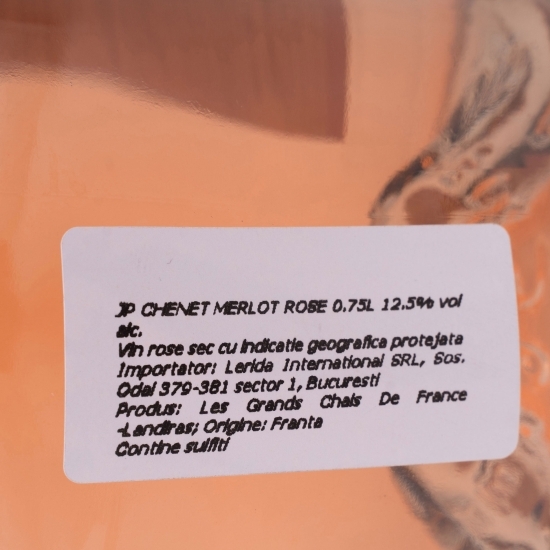 JP CHENET MERLOT ROSE 0.75L 12.5% vol
alc.
Vin rose sec cu indicatie geografica protejata
Importator: Lerida International SRL, Sos.
Odai 379-381 sector 1, Bucuresti
Produs: Les Grands Chais De France
-Landiras; Origine: Franta
Contine sulfiti